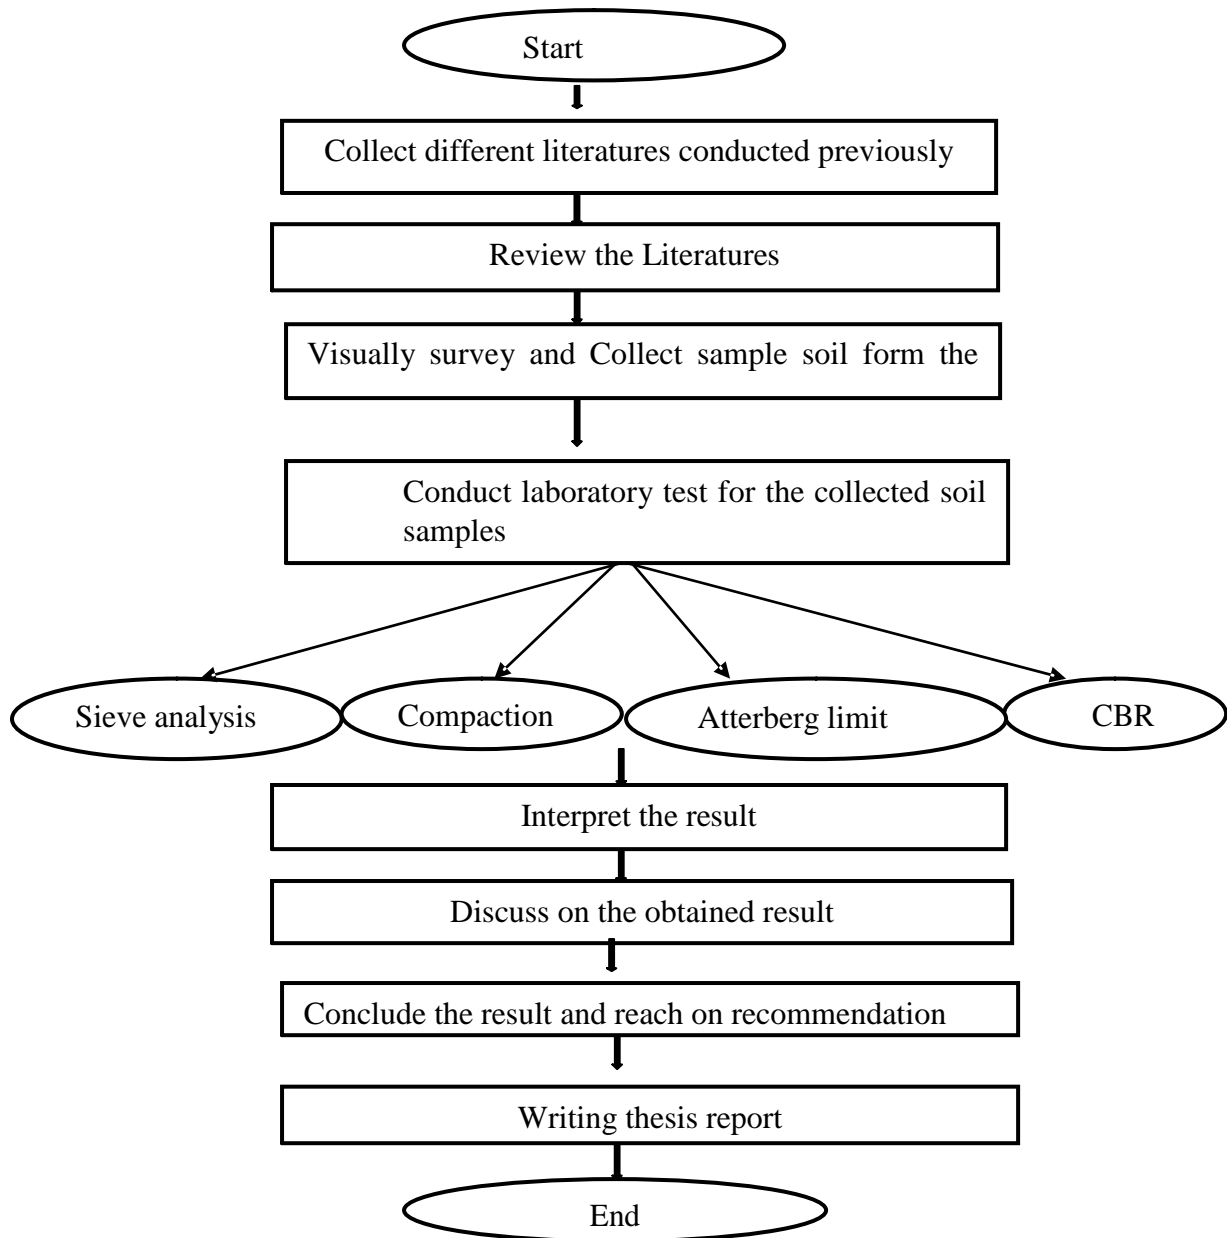 Start
Collect different literatures conducted previously
Review the Literatures
Visually survey and Collect sample soil form the
Conduct laboratory test for the collected soil
samples
Sieve analysis
Compaction
Atterberg limit
CBR
Interpret the result
Discuss on the obtained result
Conclude the result and reach on recommendation
Writing thesis report
End